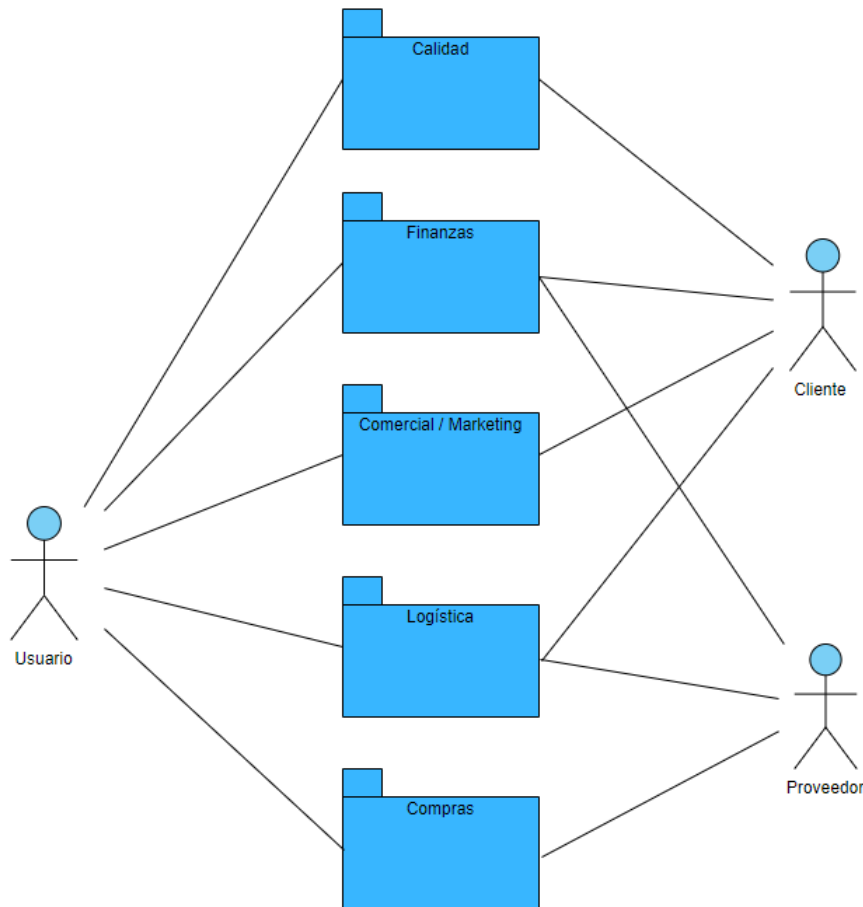 Calidad
Finanzas
Cliente
Comercial / Marketing
Usuario
Logística
Proveedor
Compras